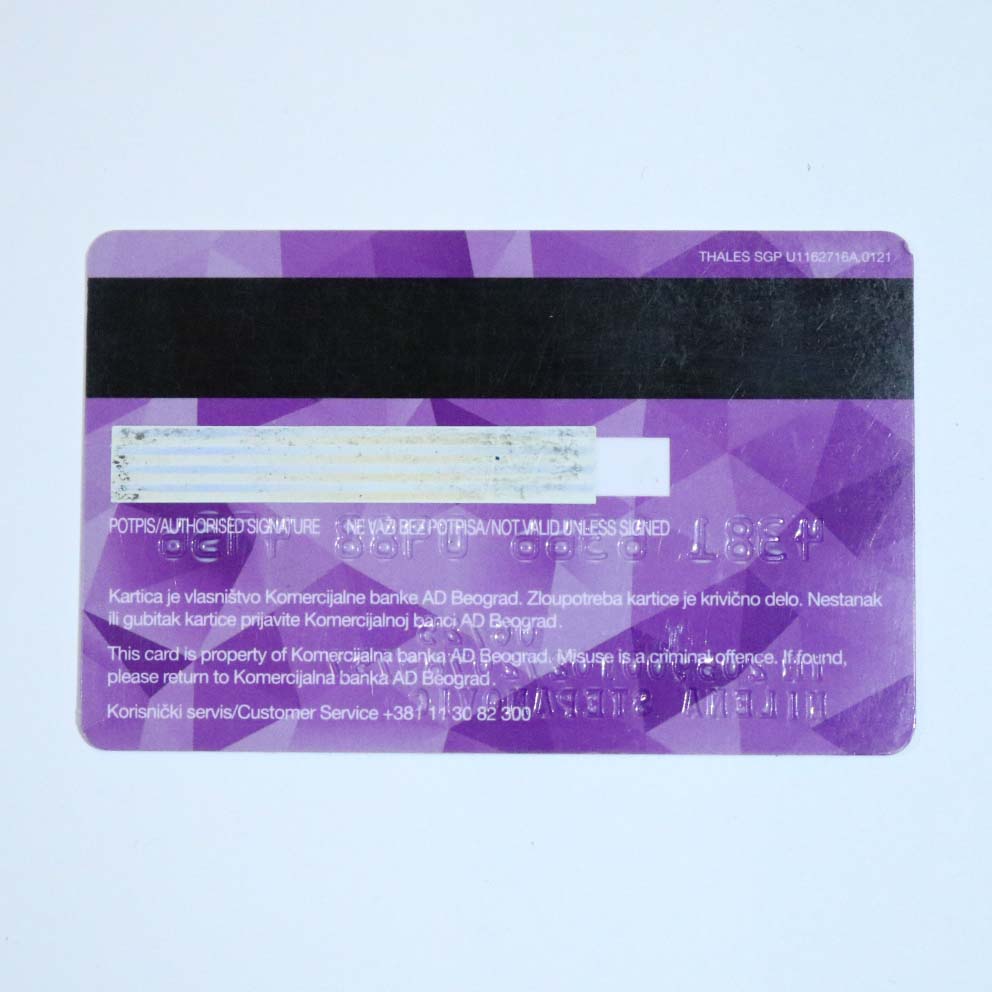 THALES SGP U1162716A,0121
POTPIS/AUTHORISED SIGNATURE NE VAŽI BEZ POTPISA/NOT VALID UNLESS SIGNED
Kartica je vlasništvo Komercijalne banke AD Beograd. Zloupotreba kartice je krivično delo. Nestanak
ili gubitak kartice prijavite Komercijalnoj banci AD Beograd.
This card is property of Komercijalna banka AD Beograd. Misuse is a criminal offence. If found,
please return to Komercijalna banka AD Beograd.
Korisnički servis/Customer Service +381 11 30 82 300